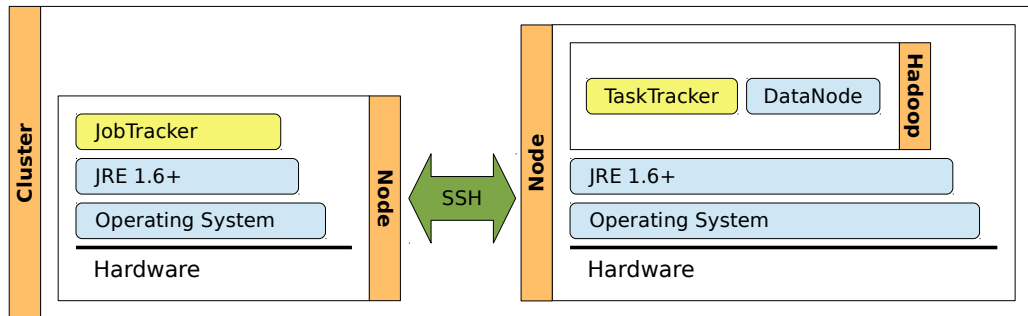 Cluster
JobTracker
JRE 1.6+
Operating System
Hardware
Node
SSH
Node
TaskTracker
DataNode
Hadoop
JRE 1.6+
Operating System
Hardware